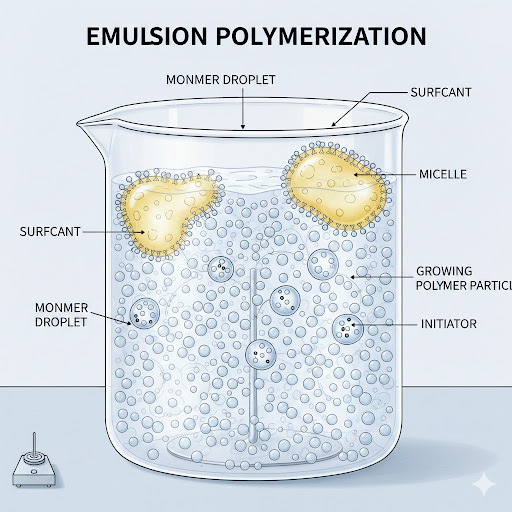 EMULSION POLYMERIZATION
MONMER DROPLET
SURFCANT
MICELLE
SURFCANT
GROWING
POLYMER PARTICL
MONMER
DROPLET
INITIATOR